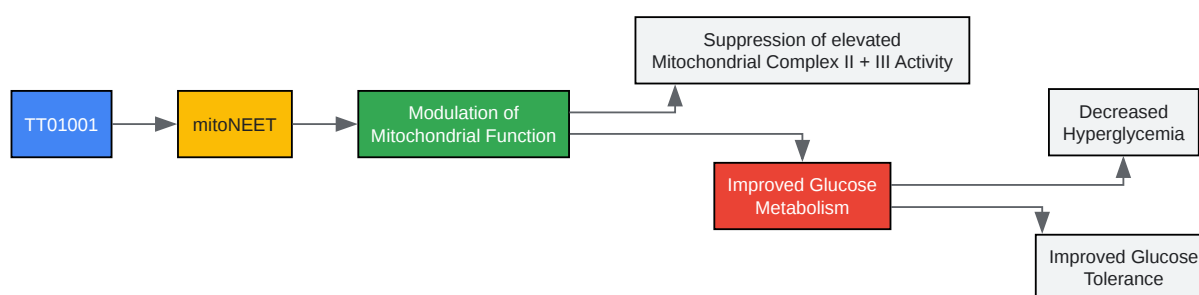 TT01001
mitoNEET
Modulation of
Mitochondrial Function
Suppression of elevated
Mitochondrial Complex II + III Activity
Improved Glucose
Metabolism
Decreased
Hyperglycemia
Improved Glucose
Tolerance